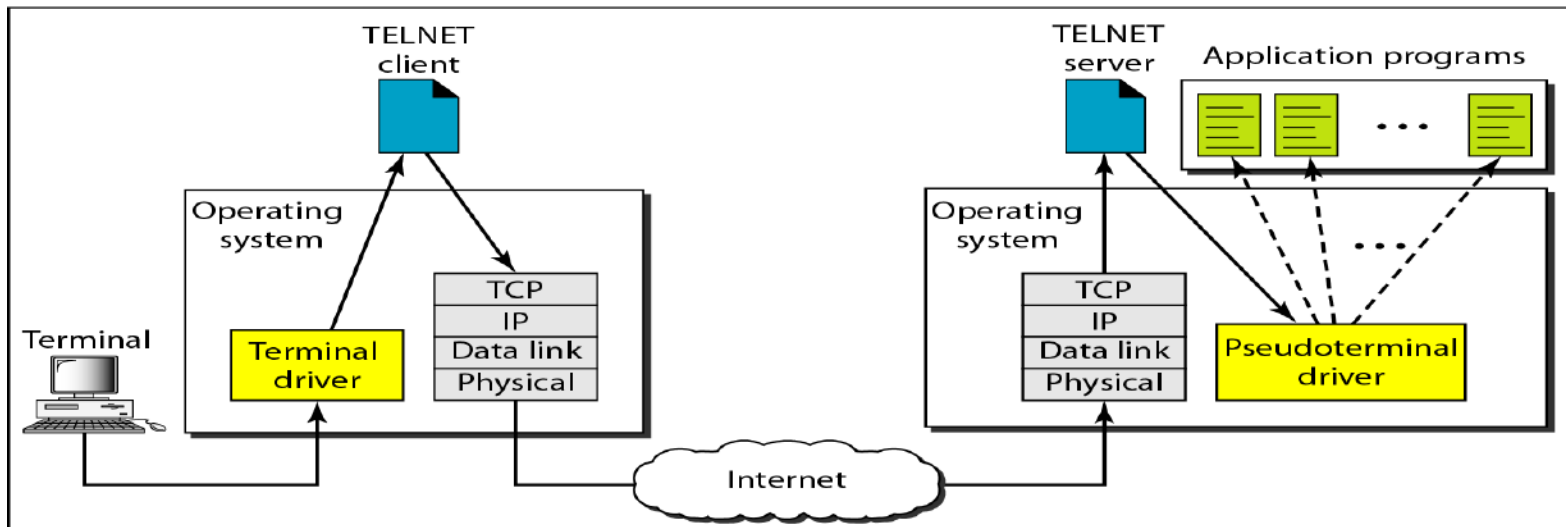 TELNET
client
TELNET
server
Application programs
Operating
system
Operating
system
TCP
IP
Data link
Physical
TCP
IP
Data link
Physical
Terminal
Terminal
driver
Pseudoterminal
driver
Internet